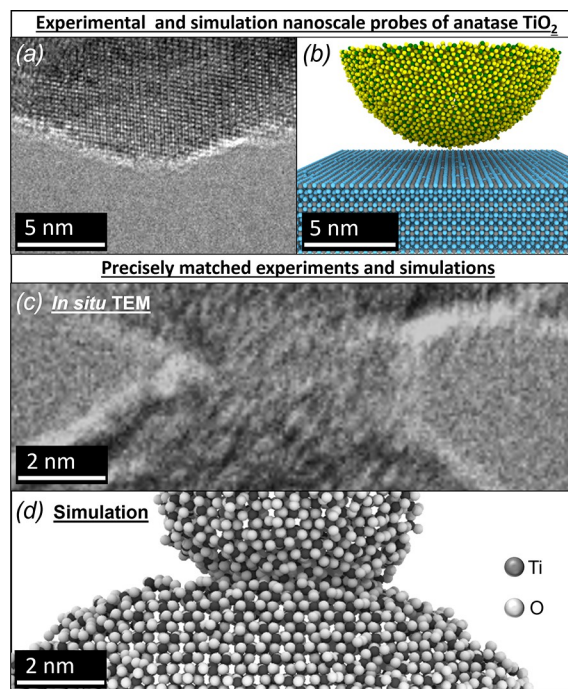 Experimental and simulation nanoscale probes of anatase TiO2
(a)
5 nm
(b)
5 nm
Precisely matched experiments and simulations
(c) In situ TEM
2 nm
(d) Simulation
Ti
O
2 nm